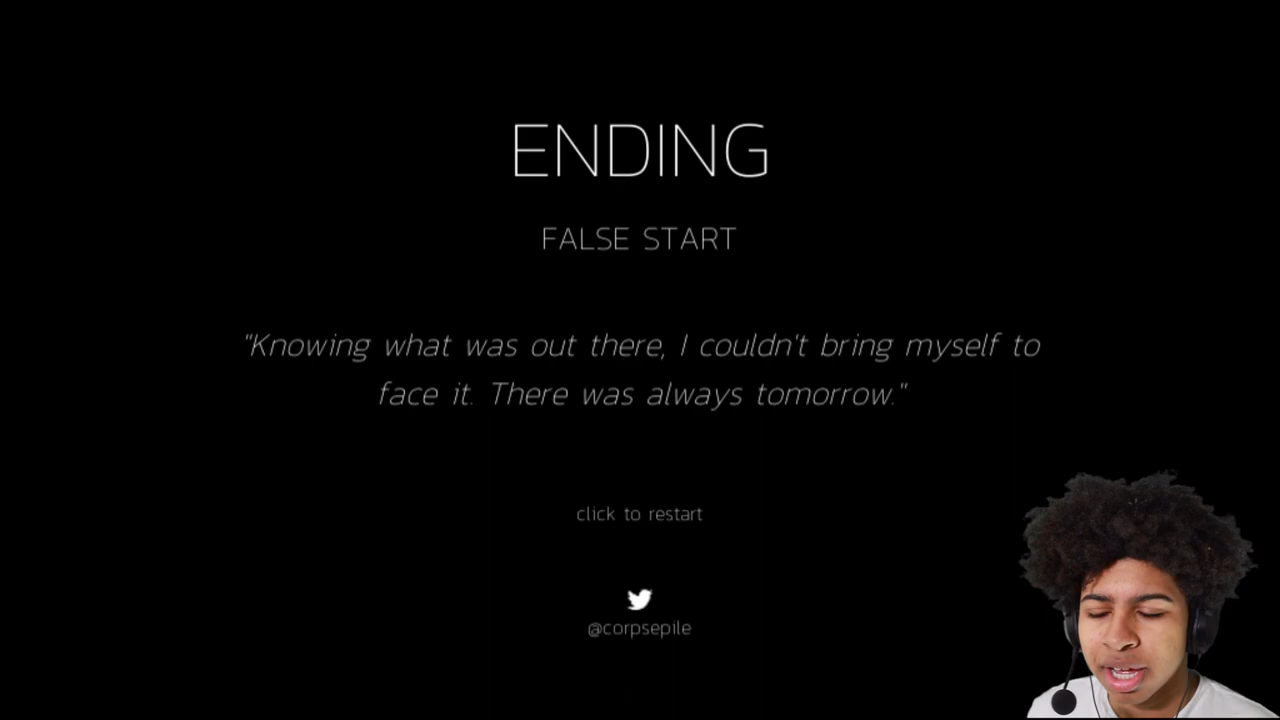 ENDING
FALSE START
"Knowing what was out there, I couldn't bring myself to
face it. There was always tomorrow."
click to restart
@corpsepile